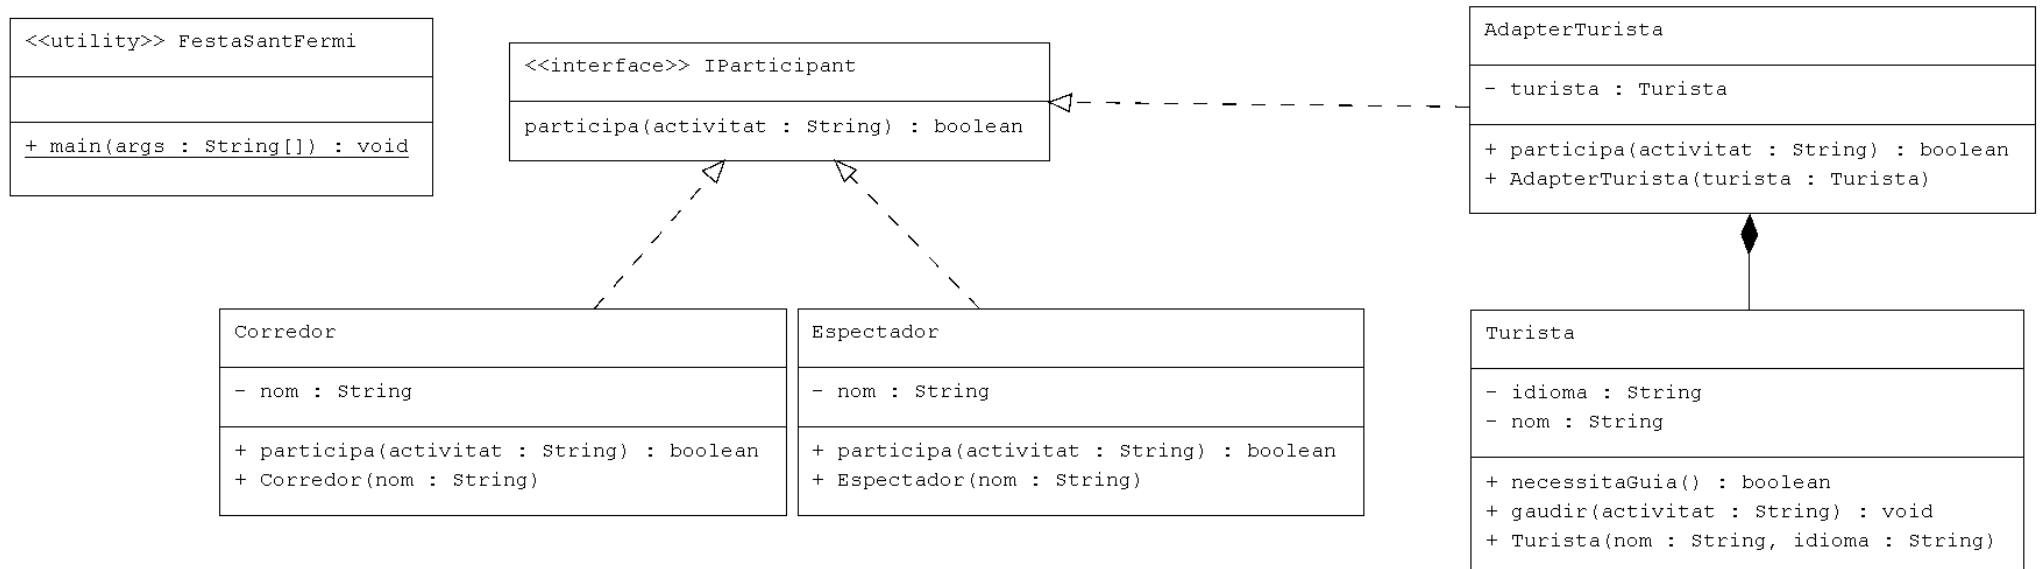 <<utility>> FestaSantFermi
+ main(args : String[]) : void
<<interface>> IParticipant
participa(activitat : String) : boolean
AdapterTurista
- turista : Turista
+ participa(activitat : String) : boolean
+ AdapterTurista(turista : Turista)
Corredor
- nom : String
+ participa(activitat : String) : boolean
+ Corredor(nom : String)
Espectador
- nom : String
+ participa(activitat : String) : boolean
+ Espectador(nom : String)
Turista
- idioma : String
- nom : String
+ necessitaGuia() : boolean
+ gaudir(activitat : String) : void
+ Turista(nom : String, idioma : String)